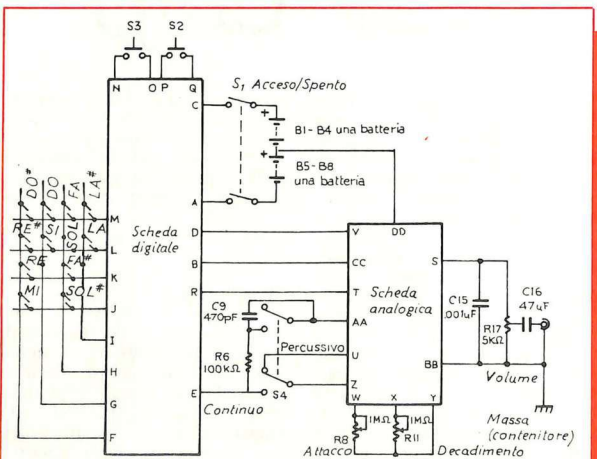 S3 S2
N O P Q
C
S1 Acceso/Spento
+
B1-B4 una batteria
+
B5-B8
una batteria
DO# DO FA LA#
RE# SI SOL LA
RE FA#
MI SOL#
M
L
K
J
I
H
G
F
Scheda
digitale
A
D
B
R
E
V
CC
T
AA
U
Z
DD
S
BB
W X Y
Scheda
analogica
C9
470pF
R6
100KΩ
Percussivo
Continuo
S4
C15
.001uF
C16
47uF
R17
5KΩ
Volume
1MΩ 1MΩ
R8 R11
Attacco Decadimento
Massa
(contenitore)